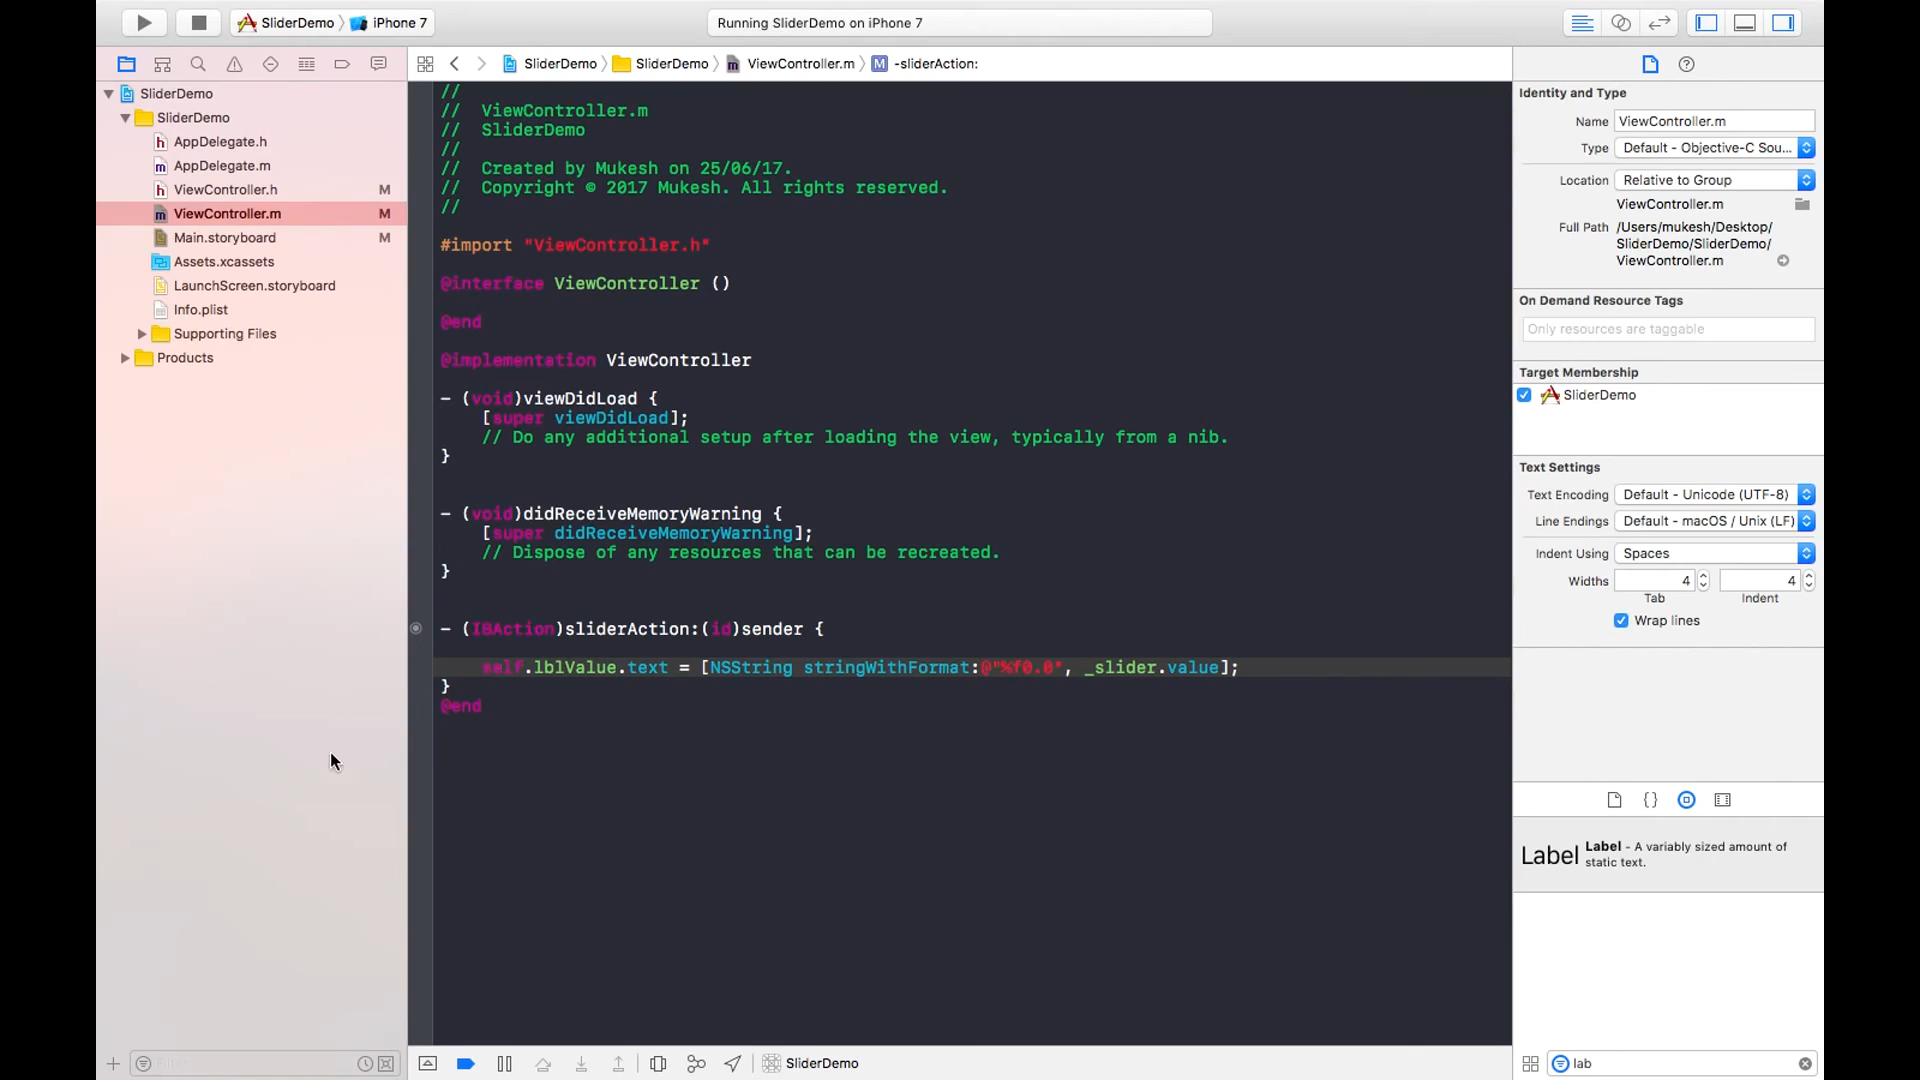 SliderDemo iPhone 7
Running SliderDemo on iPhone 7
SliderDemo
SliderDemo
AppDelegate.h
AppDelegate.m
ViewController.h M
ViewController.m M
Main.storyboard M
Assets.xcassets
LaunchScreen.storyboard
Info.plist
Supporting Files
Products
Filter
SliderDemo SliderDemo ViewController.m M -sliderAction:
//
// ViewController.m
// SliderDemo
//
// Created by Mukesh on 25/06/17.
// Copyright © 2017 Mukesh. All rights reserved.
//
#import "ViewController.h"
@interface ViewController ()
@end
@implementation ViewController
- (void)viewDidLoad {
[super viewDidLoad];
// Do any additional setup after loading the view, typically from a nib.
}
- (void)didReceiveMemoryWarning {
[super didReceiveMemoryWarning];
// Dispose of any resources that can be recreated.
}
- (IBAction)sliderAction:(id)sender {
self.lblValue.text = [NSString stringWithFormat:@"%f0.0", _slider.value];
}
@end
SliderDemo
Identity and Type
Name ViewController.m
Type Default - Objective-C Sou...
Location Relative to Group
ViewController.m
Full Path /Users/mukesh/Desktop/
SliderDemo/SliderDemo/
ViewController.m
On Demand Resource Tags
Only resources are taggable
Target Membership
SliderDemo
Text Settings
Text Encoding Default - Unicode (UTF-8)
Line Endings Default - macOS / Unix (LF)
Indent Using Spaces
Widths 4 4
Tab Indent
Wrap lines
{}
Label Label - A variably sized amount of
static text.
lab